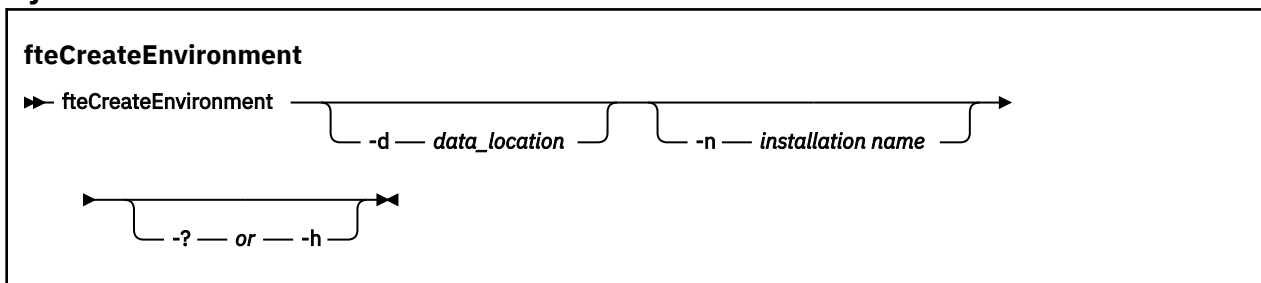 fteCreateEnvironment
fteCreateEnvironment
-d data_location -n installation name
-? or -h